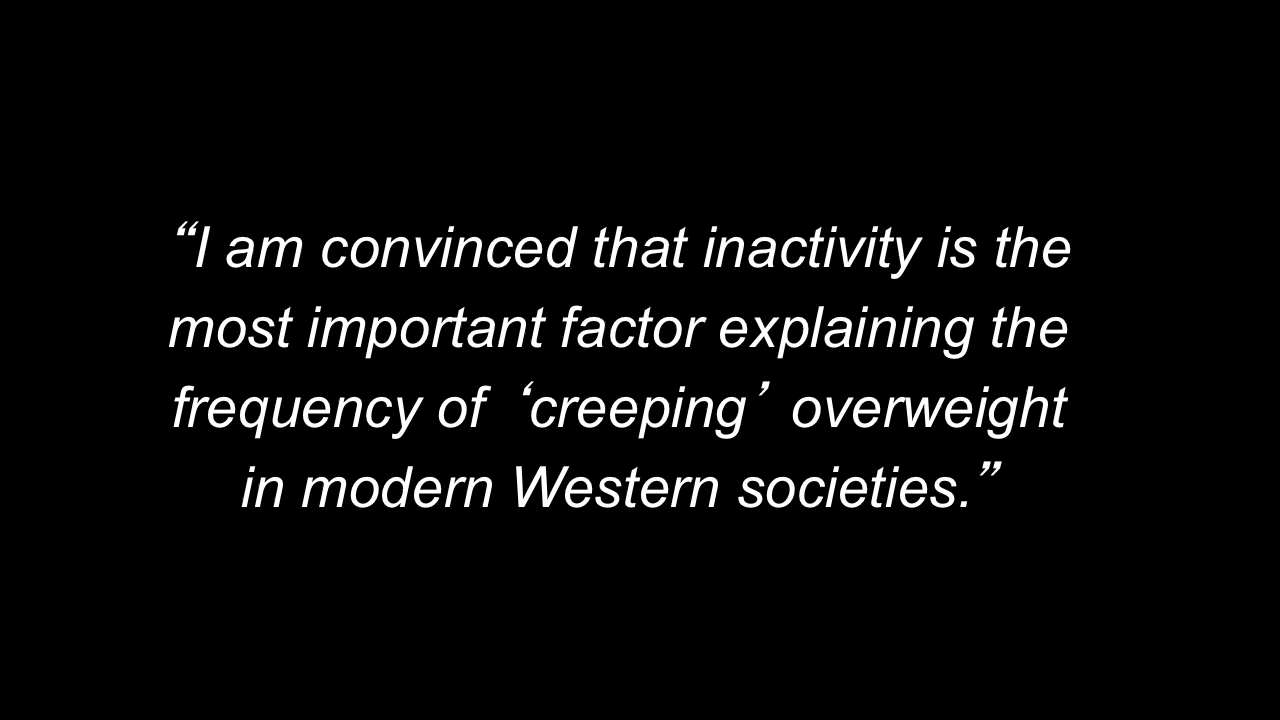 “I am convinced that inactivity is the
most important factor explaining the
frequency of ‘creeping’ overweight
in modern Western societies.”